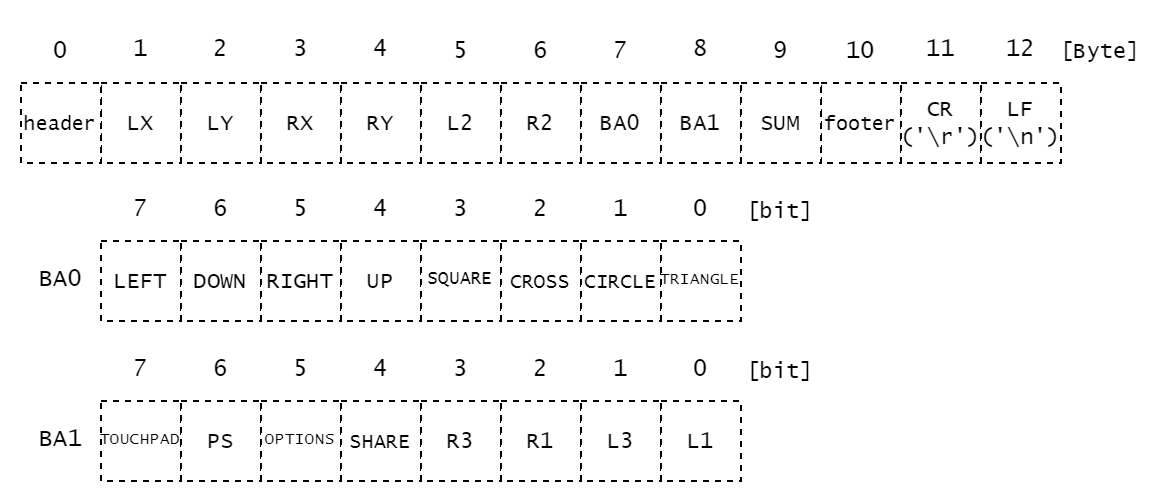 0 1 2 3 4 5 6 7 8 9 10 11 12 [Byte]
header LX LY RX RY L2 R2 BA0 BA1 SUM footer CR ('\r') LF ('\n')
7 6 5 4 3 2 1 0 [bit]
BA0 LEFT DOWN RIGHT UP SQUARE CROSS CIRCLE TRIANGLE
7 6 5 4 3 2 1 0 [bit]
BA1 TOUCHPAD PS OPTIONS SHARE R3 R1 L3 L1